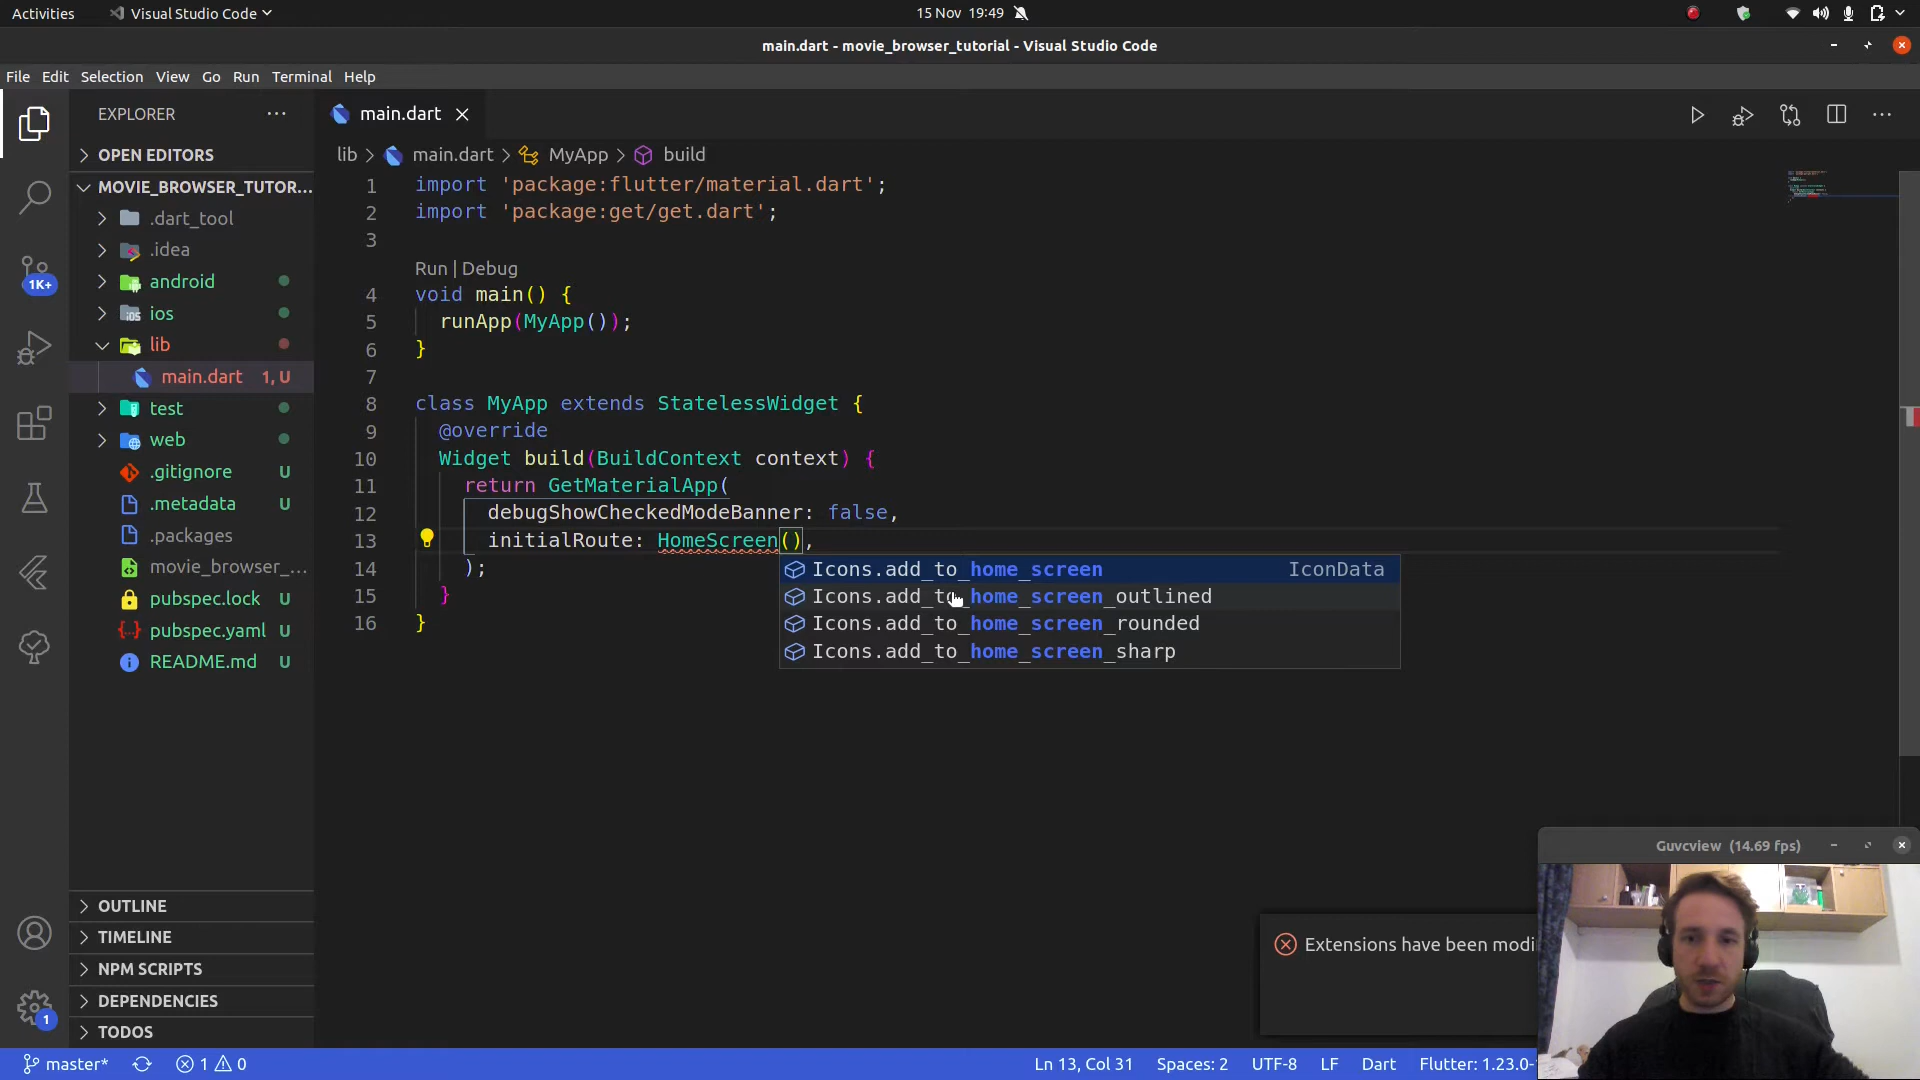 Activities
Visual Studio Code
15 Nov 19:49
main.dart - movie_browser_tutorial - Visual Studio Code
File Edit Selection View Go Run Terminal Help
EXPLORER
main.dart
OPEN EDITORS
lib > main.dart > MyApp > build
MOVIE_BROWSER_TUTOR...
.dart_tool
.idea
android
ios
lib
main.dart 1, U
test
web
.gitignore U
.metadata U
.packages
movie_browser_...
pubspec.lock U
pubspec.yaml U
README.md U
OUTLINE
TIMELINE
NPM SCRIPTS
DEPENDENCIES
TODOS
1K+
1
1 import 'package:flutter/material.dart';
2 import 'package:get/get.dart';
3
Run | Debug
4 void main() {
5 runApp(MyApp());
6 }
7
8 class MyApp extends StatelessWidget {
9 @override
10 Widget build(BuildContext context) {
11 return GetMaterialApp(
12 debugShowCheckedModeBanner: false,
13 initialRoute: HomeScreen(),
14 );
15 }
16 }
Icons.add_to_home_screen IconData
Icons.add_to_home_screen_outlined
Icons.add_to_home_screen_rounded
Icons.add_to_home_screen_sharp
Guvcview (14.69 fps)
Extensions have been modi
master* 1 0
Ln 13, Col 31 Spaces: 2 UTF-8 LF Dart Flutter: 1.23.0-